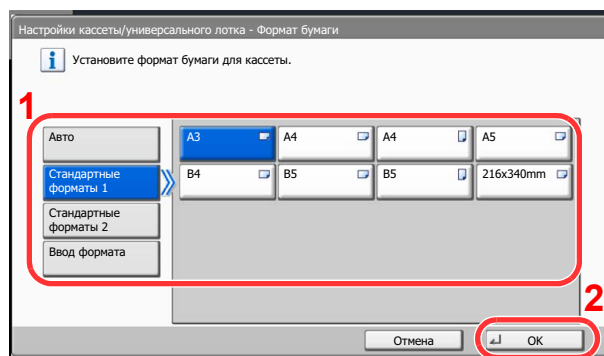 Настройки кассеты/универсального лотка - Формат бумаги
Установите формат бумаги для кассеты.
1
Авто
A3
A4
A4
A5
Стандартные
форматы 1
B4
B5
B5
216x340mm
Стандартные
форматы 2
Ввод формата
2
Отмена
OK